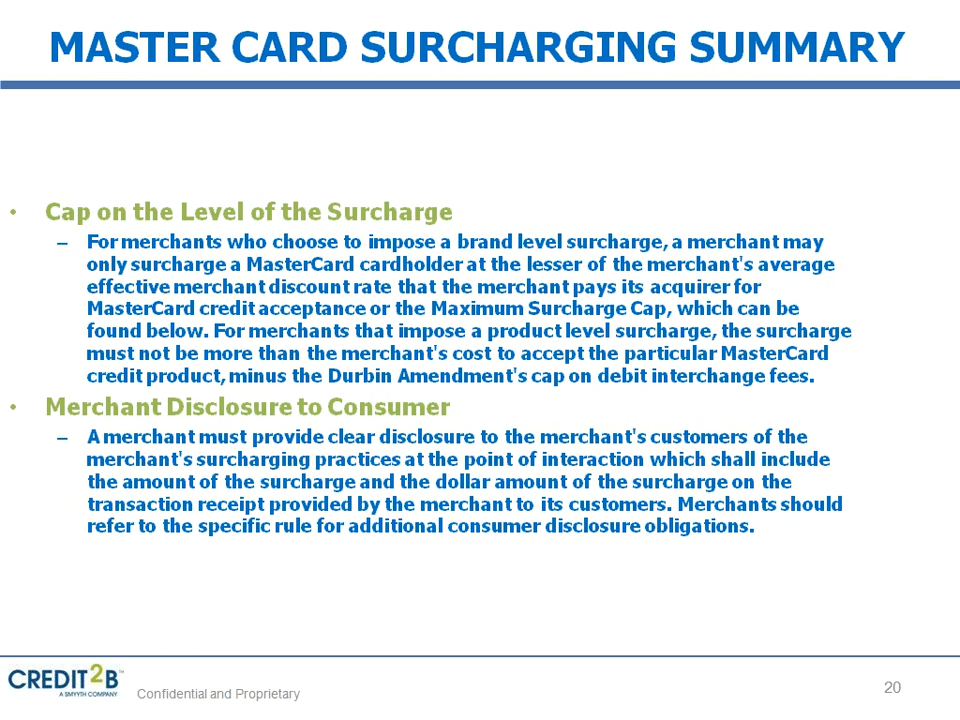 MASTER CARD SURCHARGING SUMMARY
• Cap on the Level of the Surcharge
– For merchants who choose to impose a brand level surcharge, a merchant may
only surcharge a MasterCard cardholder at the lesser of the merchant's average
effective merchant discount rate that the merchant pays its acquirer for
MasterCard credit acceptance or the Maximum Surcharge Cap, which can be
found below. For merchants that impose a product level surcharge, the surcharge
must not be more than the merchant's cost to accept the particular MasterCard
credit product, minus the Durbin Amendment's cap on debit interchange fees.
• Merchant Disclosure to Consumer
– A merchant must provide clear disclosure to the merchant's customers of the
merchant's surcharging practices at the point of interaction which shall include
the amount of the surcharge and the dollar amount of the surcharge on the
transaction receipt provided by the merchant to its customers. Merchants should
refer to the specific rule for additional consumer disclosure obligations.
CREDIT2B™
A SMYYTH COMPANY
Confidential and Proprietary
20